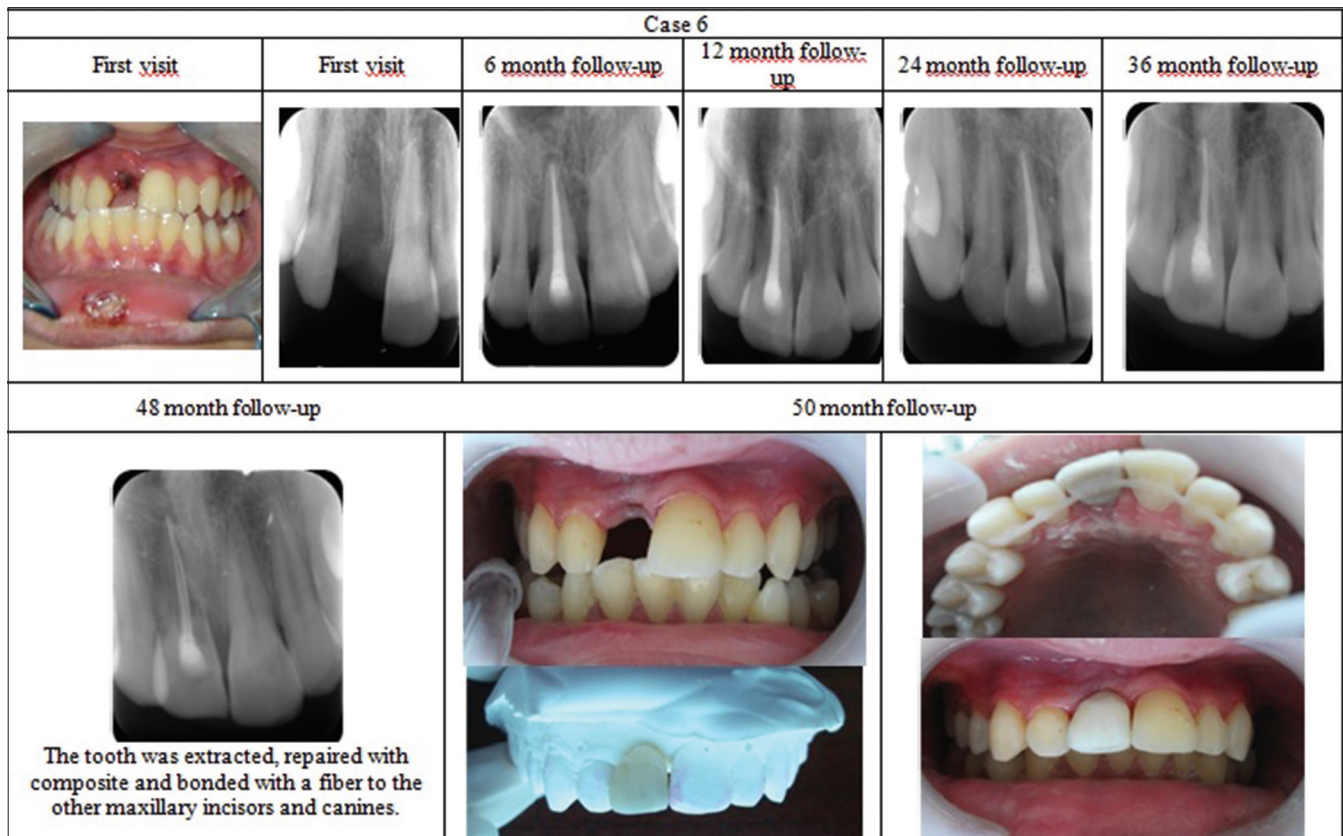 Case 6
First visit
First visit
6 month follow-up
12 month follow-
up
24 month follow-up
36 month follow-up
48 month follow-up
50 month follow-up
The tooth was extracted, repaired with
composite and bonded with a fiber to the
other maxillary incisors and canines.